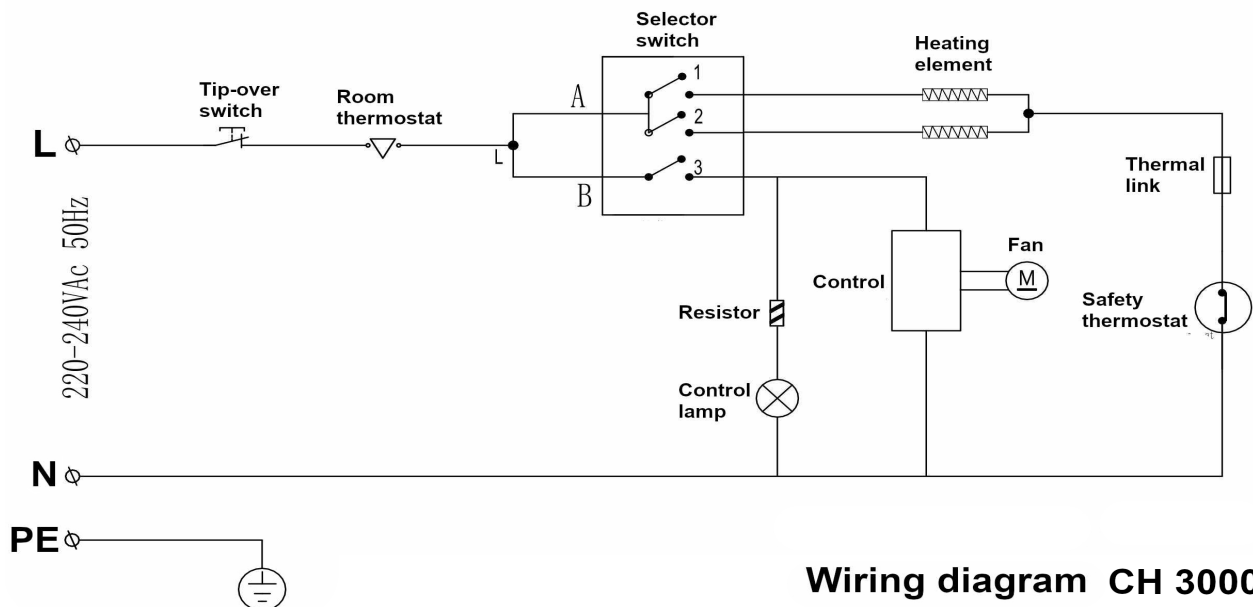 Selector
switch
Heating
element
Tip-over
switch
Room
thermostat
A
1
2
3
L
L
B
Thermal
link
220-240VAc 50Hz
Fan
M
Control
Resistor
Safety
thermostat
Control
lamp
N
PE
Wiring diagram CH 3000